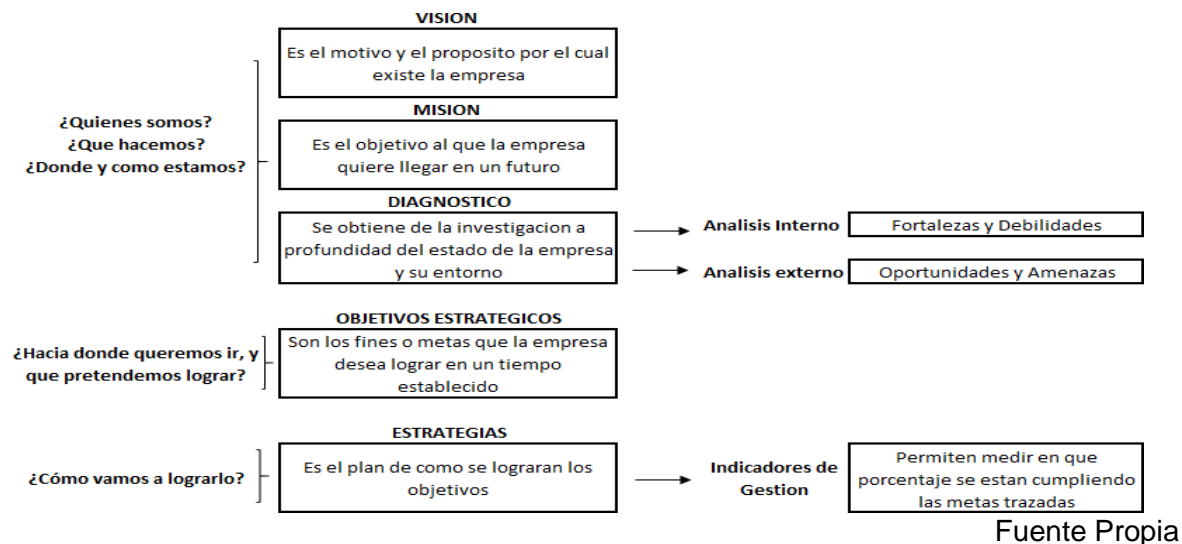 VISION
Es el motivo y el proposito por el cual
existe la empresa
¿Quienes somos?
¿Que hacemos?
¿Donde y como estamos?
MISION
Es el objetivo al que la empresa
quiere llegar en un futuro
DIAGNOSTICO
Se obtiene de la investigacion a
profundidad del estado de la empresa
y su entorno
Analisis Interno
Fortalezas y Debilidades
Analisis externo
Oportunidades y Amenazas
OBJETIVOS ESTRATEGICOS
¿Hacia donde queremos ir, y
que pretendemos lograr?
Son los fines o metas que la empresa
desea lograr en un tiempo
establecido
ESTRATEGIAS
¿Cómo vamos a lograrlo?
Es el plan de como se lograran los
objetivos
Indicadores de
Gestion
Permiten medir en que
porcentaje se estan cumpliendo
las metas trazadas
Fuente Propia